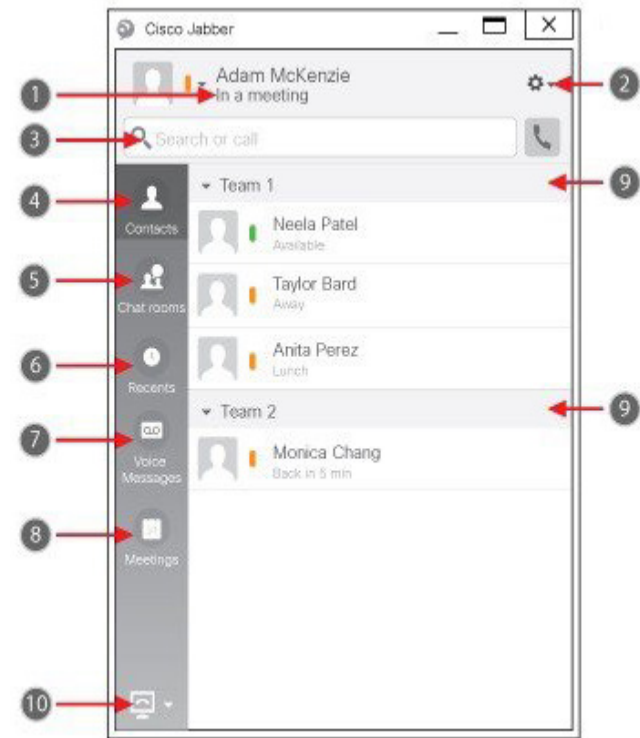 Cisco Jabber
1
Adam McKenzie
In a meeting
2
3
Search or call
4
Contacts
Team 1
9
Neela Patel
Available
5
Chat rooms
Taylor Bard
Away
6
Recents
Anita Perez
Lunch
Team 2
9
7
Voice
Messages
Monica Chang
Back in 5 min
8
Meetings
10